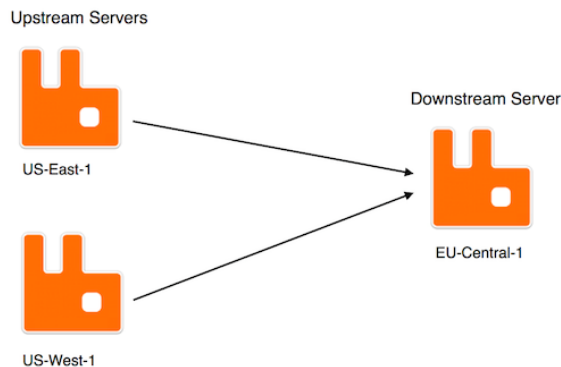 Upstream Servers
US-East-1
Downstream Server
EU-Central-1
US-West-1